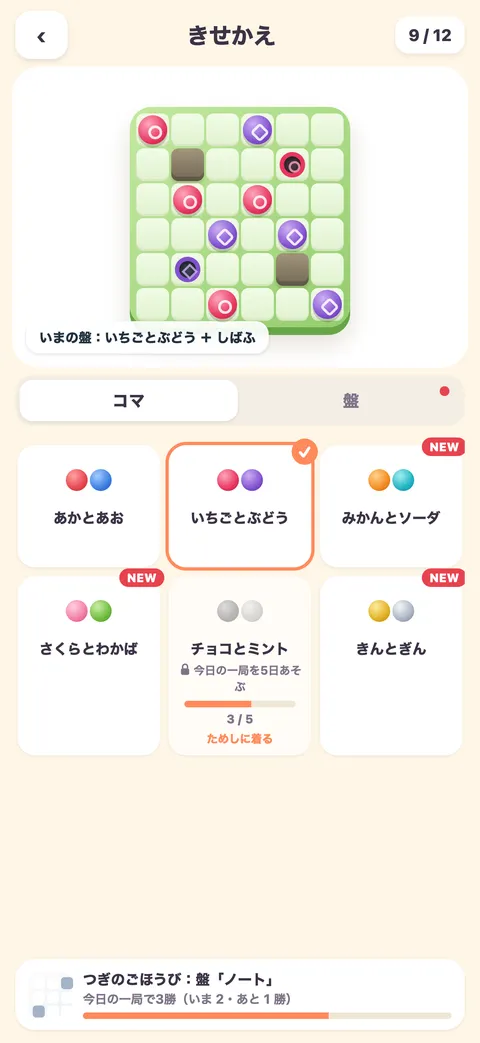 ‹
きせかえ
9 / 12
いまの盤：いちごとぶどう + しばふ
コマ
盤
NEW
あかとあお
いちごとぶどう
みかんとソーダ
NEW
NEW
さくらとわかば
チョコとミント
きんとぎん
今日の一局を5日あそ
ぶ
3 / 5
ためしに着る
つぎのごほうび：盤「ノート」
今日の一局で3勝（いま 2・あと 1 勝）